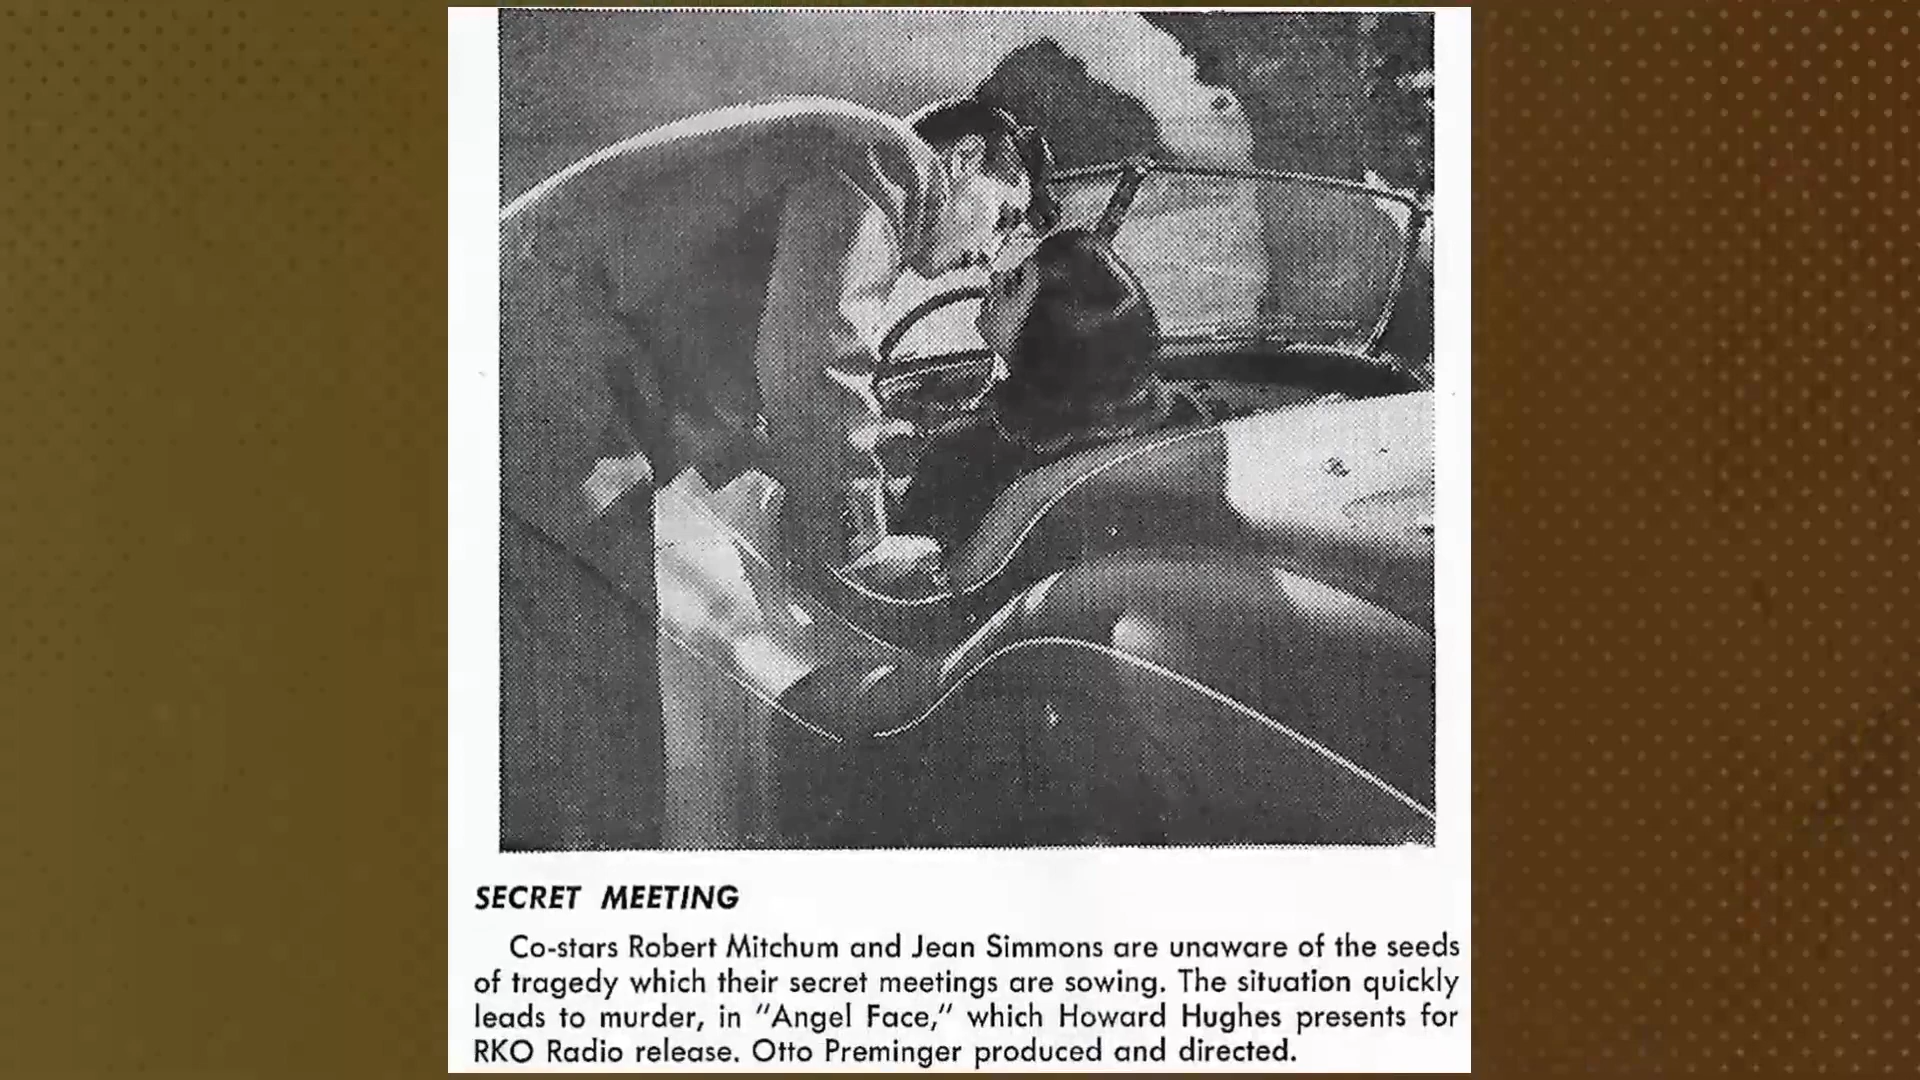 SECRET MEETING
Co-stars Robert Mitchum and Jean Simmons are unaware of the seeds
of tragedy which their secret meetings are sowing. The situation quickly
leads to murder, in "Angel Face," which Howard Hughes presents for
RKO Radio release. Otto Preminger produced and directed.